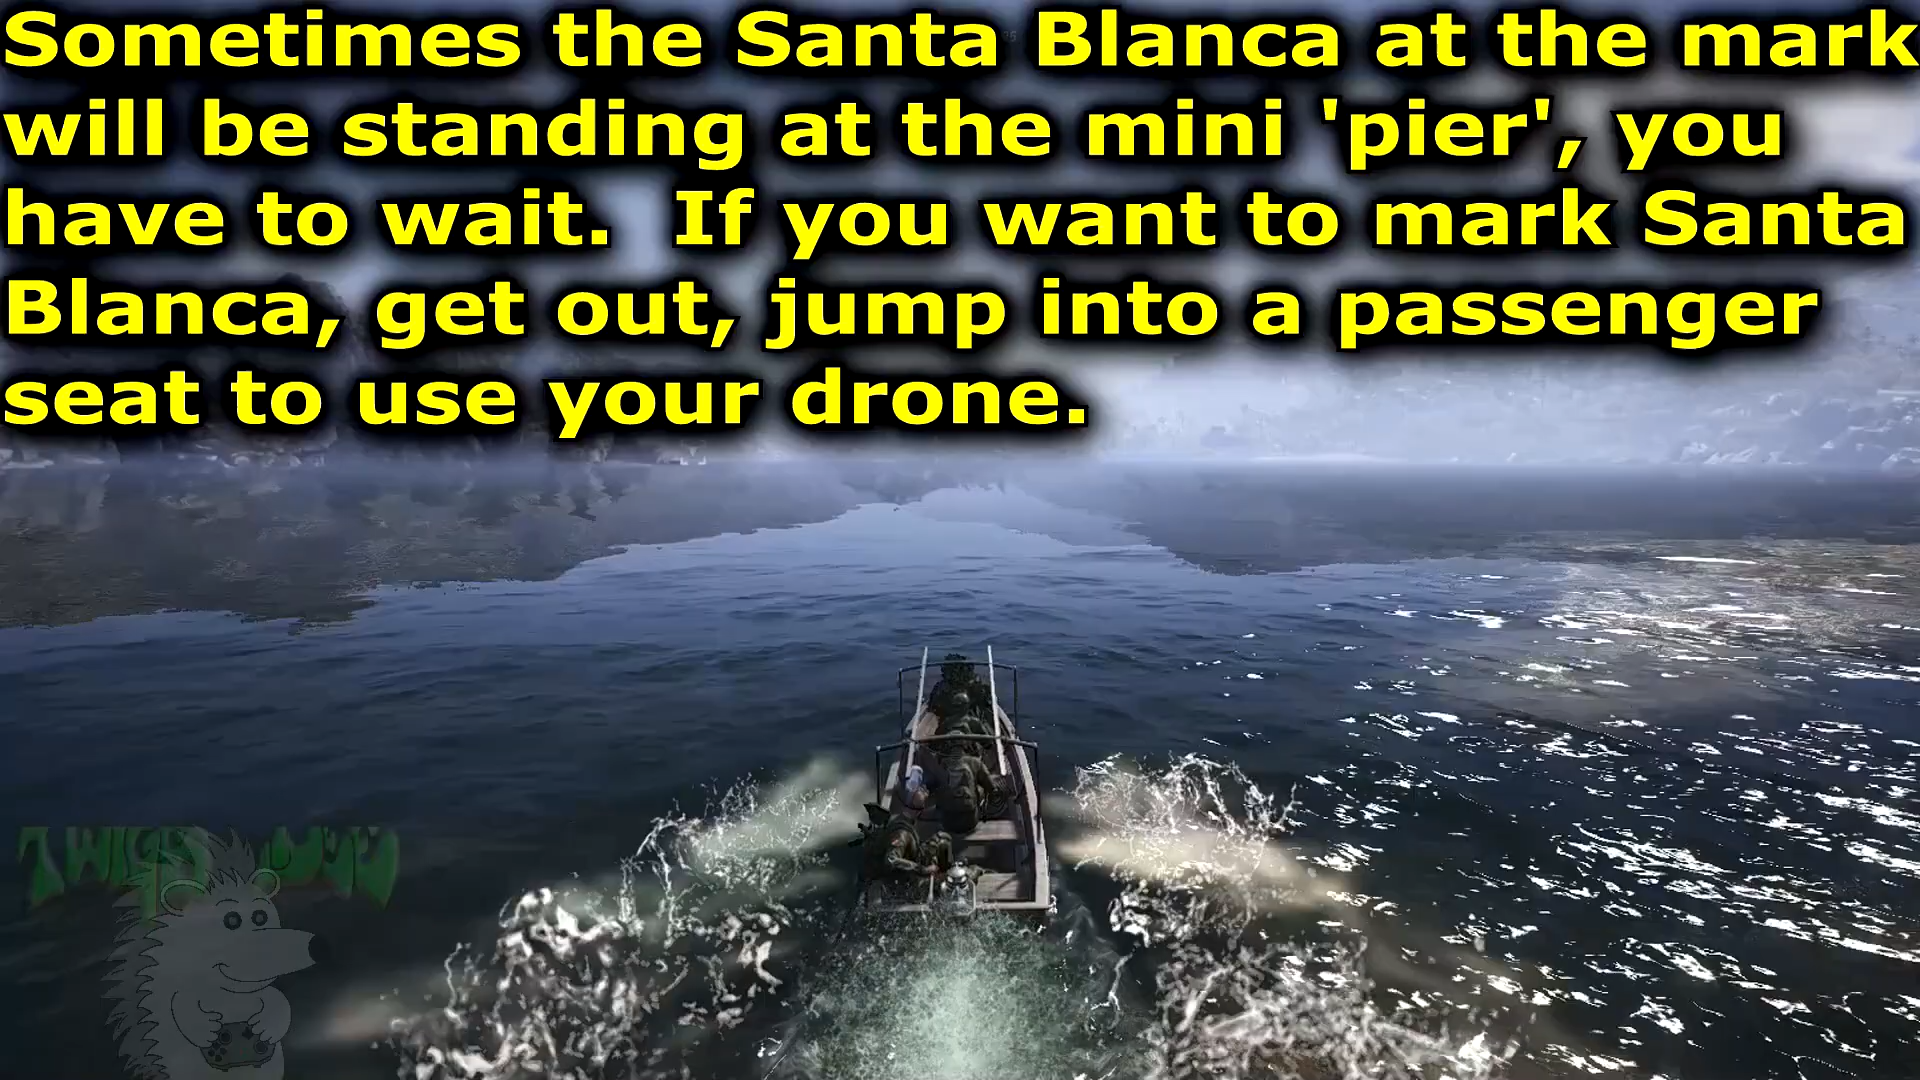 Sometimes the Santa Blanca at the mark
will be standing at the mini 'pier', you
have to wait.  If you want to mark Santa
Blanca, get out, jump into a passenger
seat to use your drone.